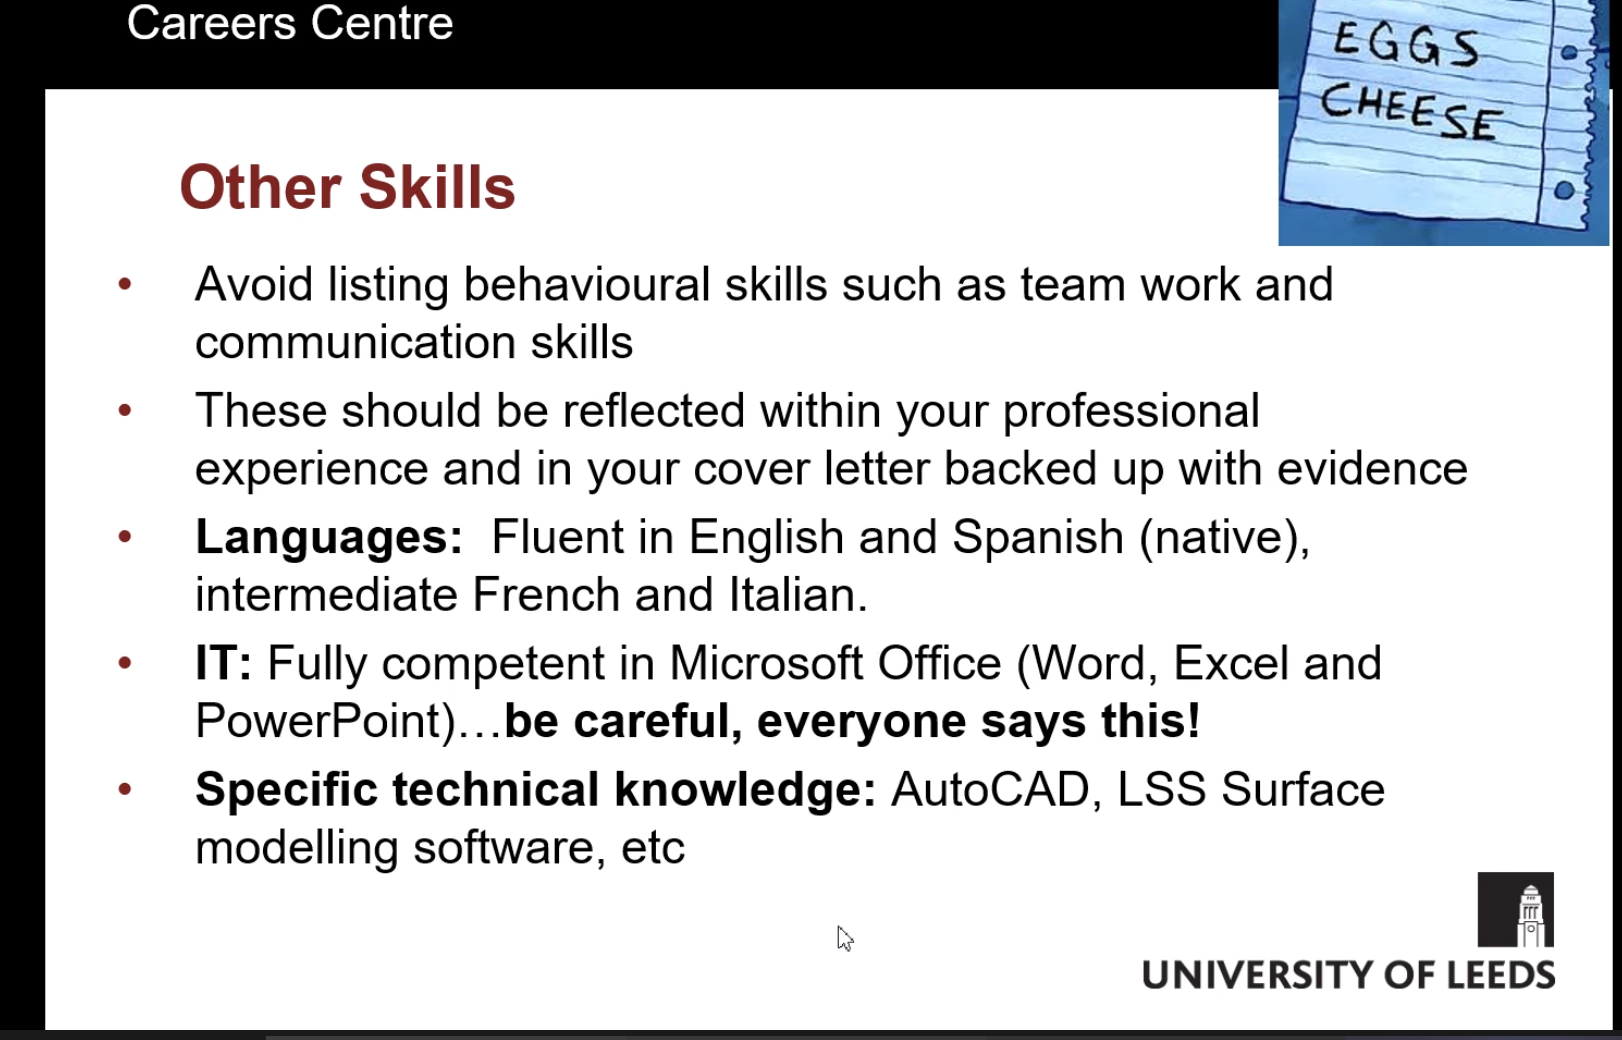 Careers Centre
EGGS
CHEESE
Other Skills
• Avoid listing behavioural skills such as team work and
communication skills
• These should be reflected within your professional
experience and in your cover letter backed up with evidence
• Languages:  Fluent in English and Spanish (native),
intermediate French and Italian.
• IT: Fully competent in Microsoft Office (Word, Excel and
PowerPoint)…be careful, everyone says this!
• Specific technical knowledge: AutoCAD, LSS Surface
modelling software, etc
UNIVERSITY OF LEEDS